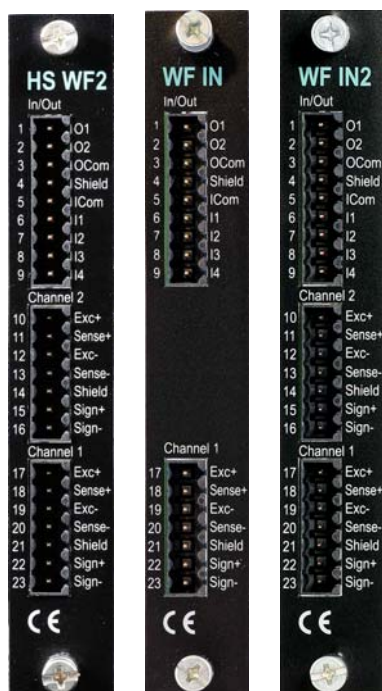 HS WF2
In/Out
1 O1
2 O2
3 OCom
4 Shield
5 ICom
6 I1
7 I2
8 I3
9 I4
Channel 2
10 Exc+
11 Sense+
12 Exc-
13 Sense-
14 Shield
15 Sign+
16 Sign-
Channel 1
17 Exc+
18 Sense+
19 Exc-
20 Sense-
21 Shield
22 Sign+
23 Sign-
CE
WF IN
In/Out
1 O1
2 O2
3 OCom
4 Shield
5 ICom
6 I1
7 I2
8 I3
9 I4
Channel 1
17 Exc+
18 Sense+
19 Exc-
20 Sense-
21 Shield
22 Sign+
23 Sign-
CE
WF IN2
In/Out
1 O1
2 O2
3 OCom
4 Shield
5 ICom
6 I1
7 I2
8 I3
9 I4
Channel 2
10 Exc+
11 Sense+
12 Exc-
13 Sense-
14 Shield
15 Sign+
16 Sign-
Channel 1
17 Exc+
18 Sense+
19 Exc-
20 Sense-
21 Shield
22 Sign+
23 Sign-
CE